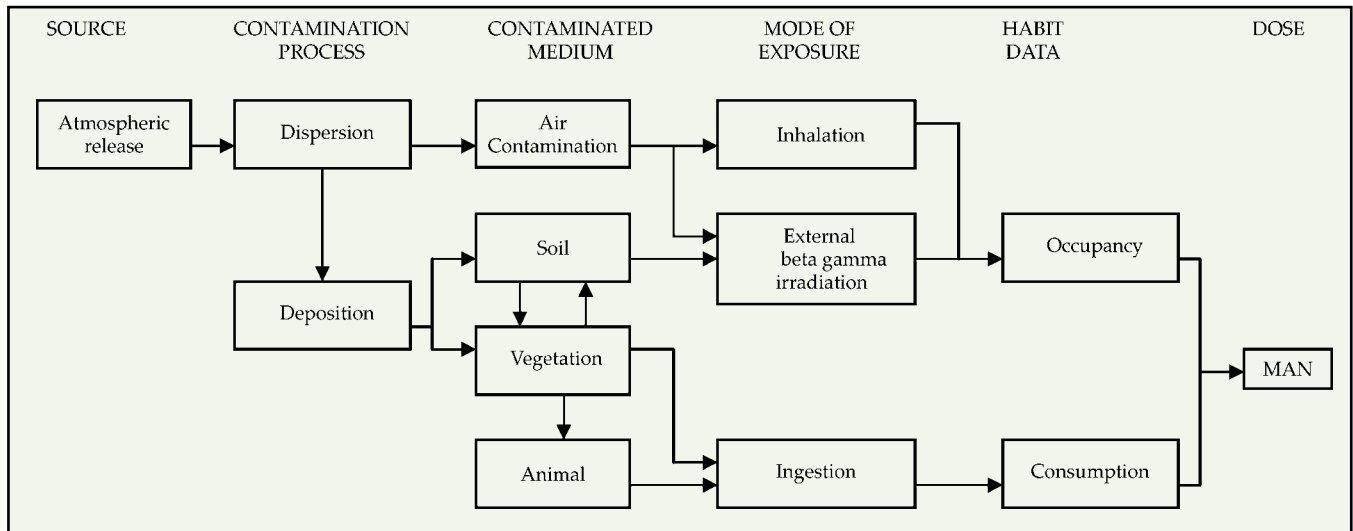 SOURCE
CONTAMINATION
PROCESS
CONTAMINATED
MEDIUM
MODE OF
EXPOSURE
HABIT
DATA
DOSE
Atmospheric
release
Dispersion
Air
Contamination
Inhalation
Soil
External
beta gamma
irradiation
Occupancy
Deposition
Vegetation
MAN
Animal
Ingestion
Consumption